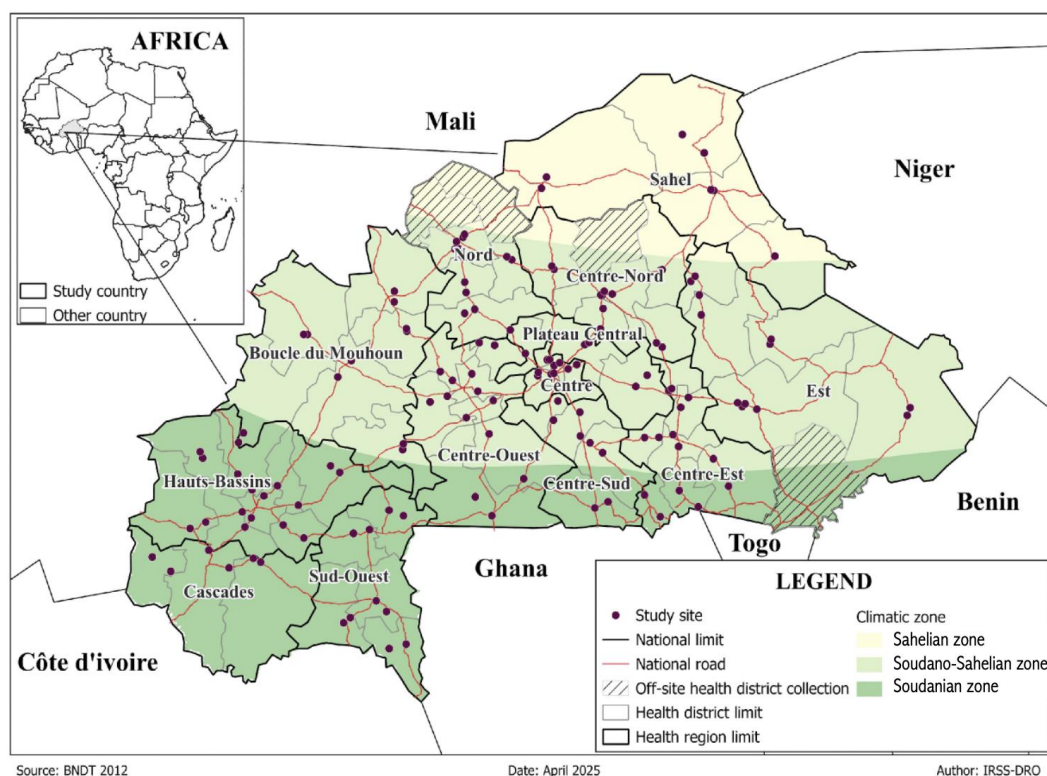 AFRICA
Study country
Other country
Mali
Niger
Sahel
Nord
Centre-Nord
Plateau Central
Boucle du Mouhoun
Centre
Est
Centre-Ouest
Hauts-Bassins
Centre-Sud
Centre-Est
Benin
Togo
Ghana
Sud-Ouest
Cascades
Côte d'ivoire
LEGEND
Study site
National limit
National road
Off-site health district collection
Health district limit
Health region limit
Climatic zone
Sahelian zone
Soudano-Sahelian zone
Soudanian zone
Source: BNDT 2012
Date: April 2025
Author: IRSS-DRO